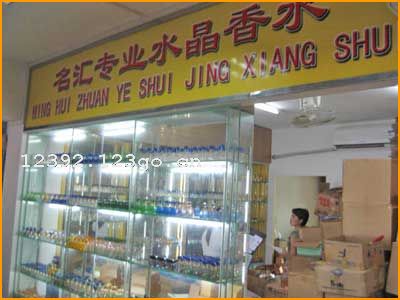 名汇专业水晶香水
MING HUI ZHUAN YE SHUI JING XIANG SHU
12392.123go.cn